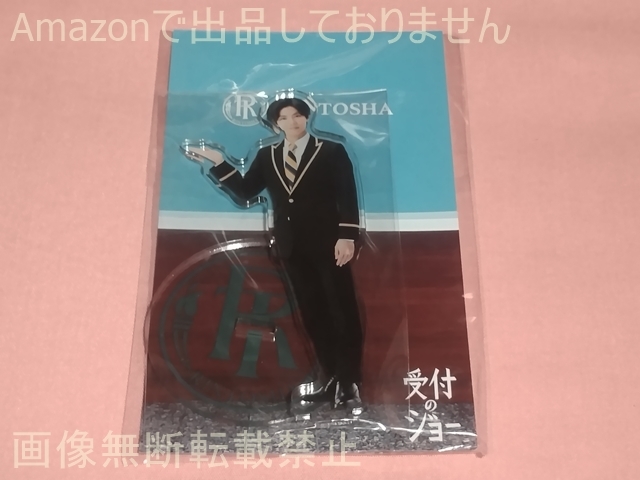 Amazonで出品しておりません
TOSHA
受付
の
ジョー
画像無断転載禁止